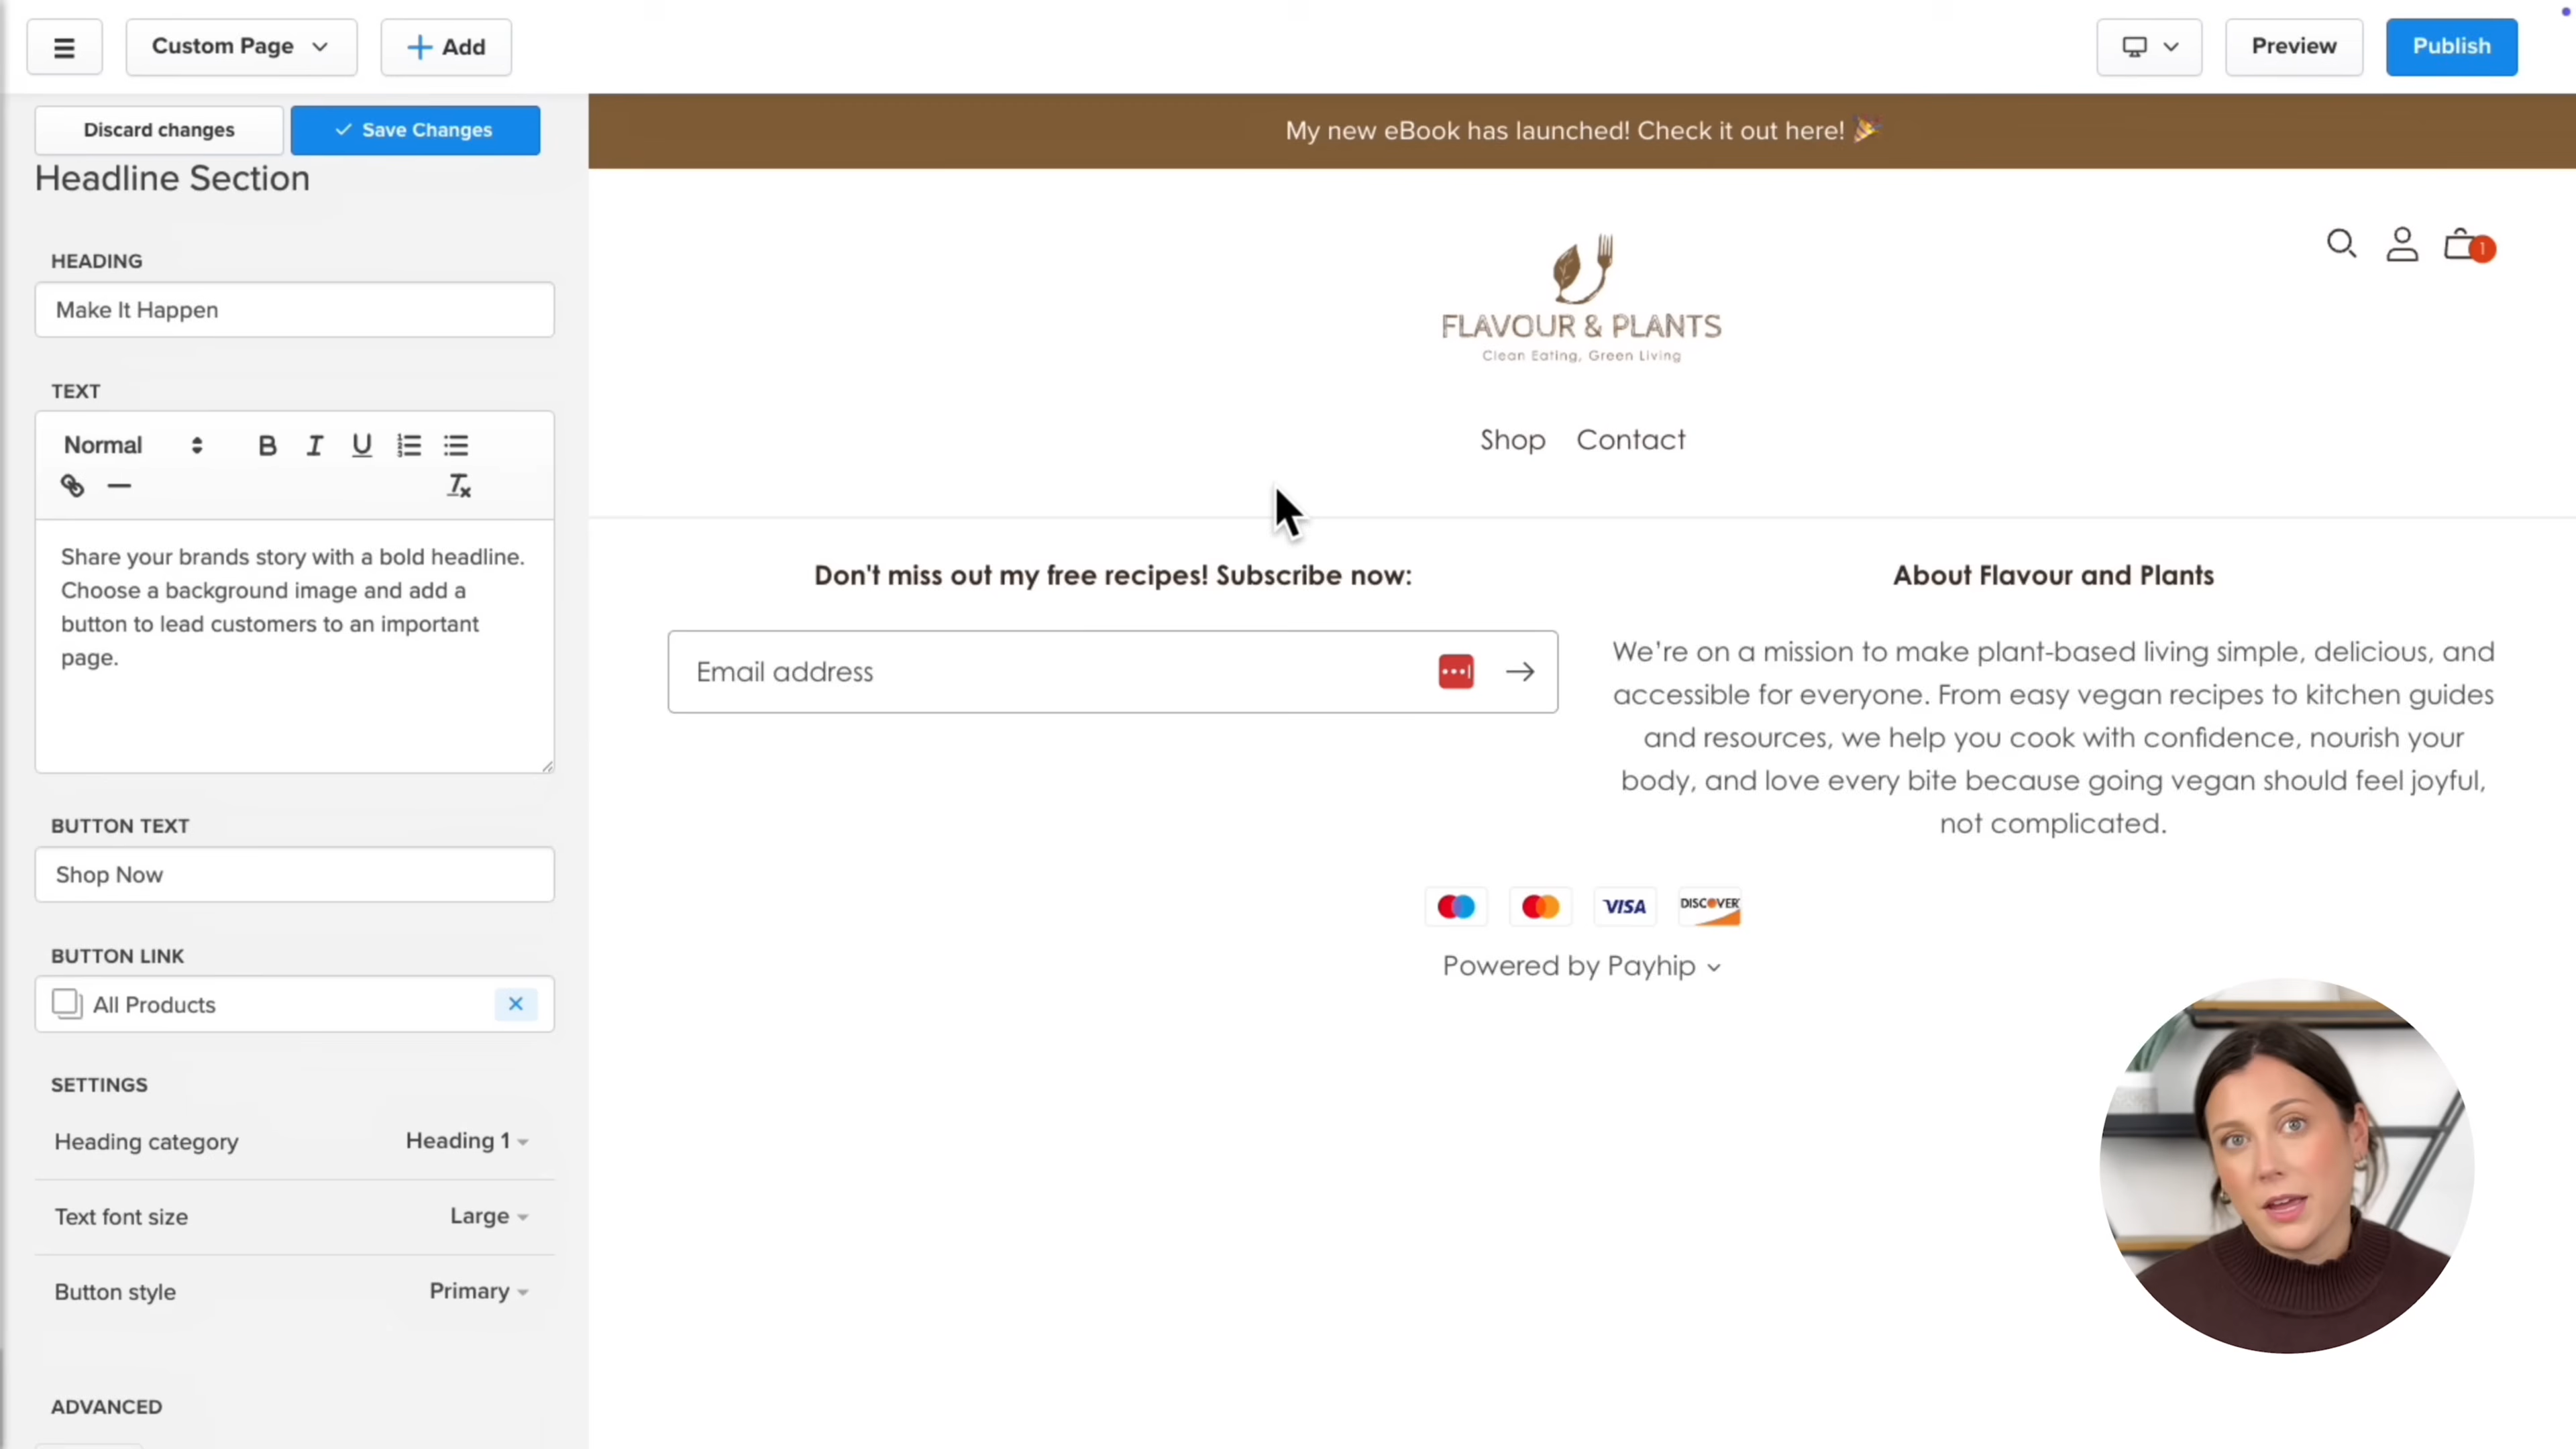 Custom Page
Add
Preview
Publish
Discard changes
Save Changes
Headline Section
HEADING
Make It Happen
TEXT
Normal
B I U
Share your brands story with a bold headline.
Choose a background image and add a
button to lead customers to an important
page.
BUTTON TEXT
Shop Now
BUTTON LINK
All Products
SETTINGS
Heading category
Heading 1
Text font size
Large
Button style
Primary
ADVANCED
My new eBook has launched! Check it out here! 🎉
FLAVOUR & PLANTS
Clean Eating, Green Living
1
Shop
Contact
Don't miss out my free recipes! Subscribe now:
Email address
About Flavour and Plants
We're on a mission to make plant-based living simple, delicious, and
accessible for everyone. From easy vegan recipes to kitchen guides
and resources, we help you cook with confidence, nourish your
body, and love every bite because going vegan should feel joyful,
not complicated.
VISA
DISCOVER
Powered by Payhip